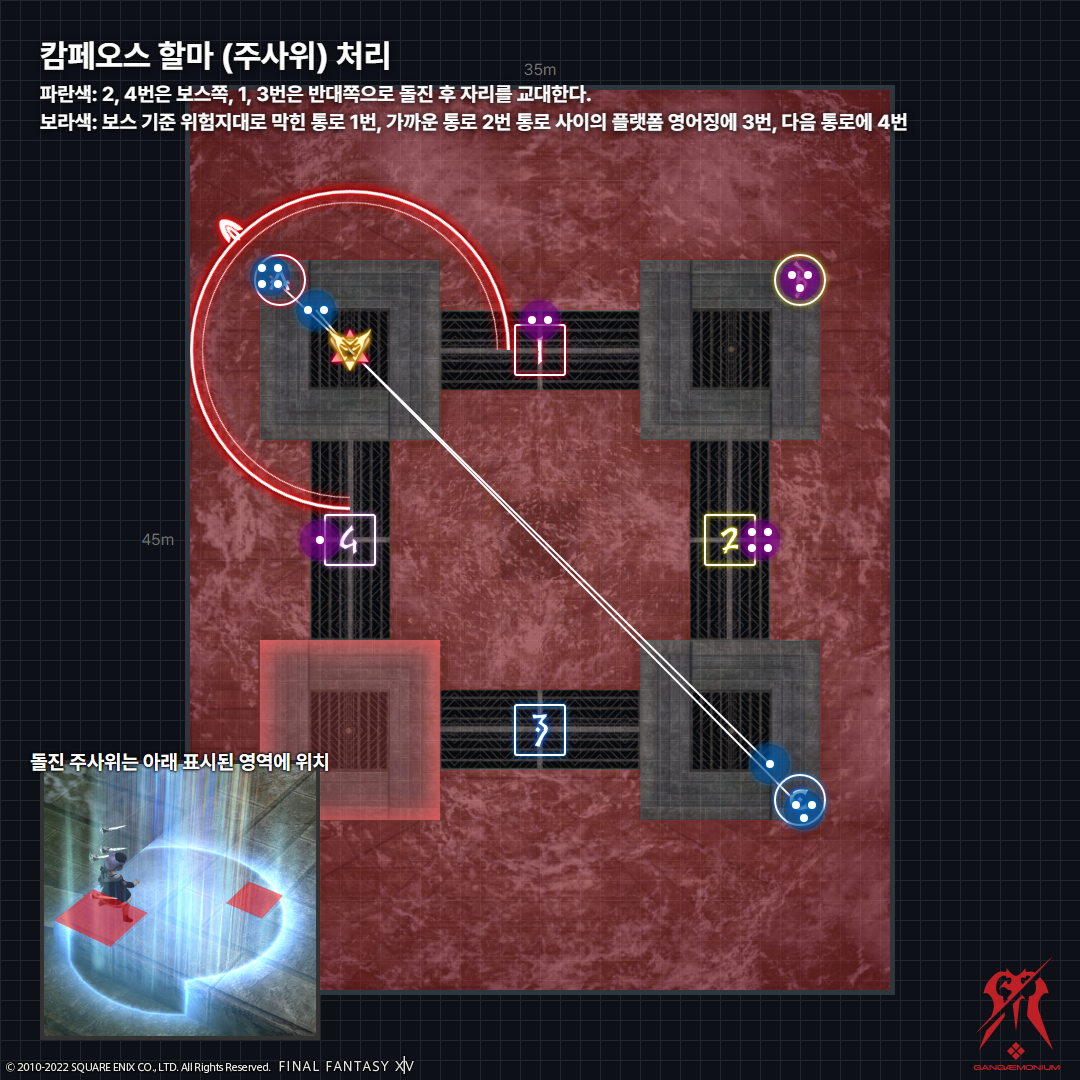 캄페오스 할마 (주사위) 처리
35m
파란색: 2, 4번은 보스쪽, 1, 3번은 반대쪽으로 돌진 후 자리를 교대한다.
보라색: 보스 기준 위험지대로 막힌 통로 1번, 가까운 통로 2번 통로 사이의 플랫폼 영어징에 3번, 다음 통로에 4번
A
1
45m
4
2
3
돌진 주사위는 아래 표시된 영역에 위치
© 2010-2022 SQUARE ENIX CO., LTD. All Rights Reserved. FINAL FANTASY XIV
GANGÆMONIUM